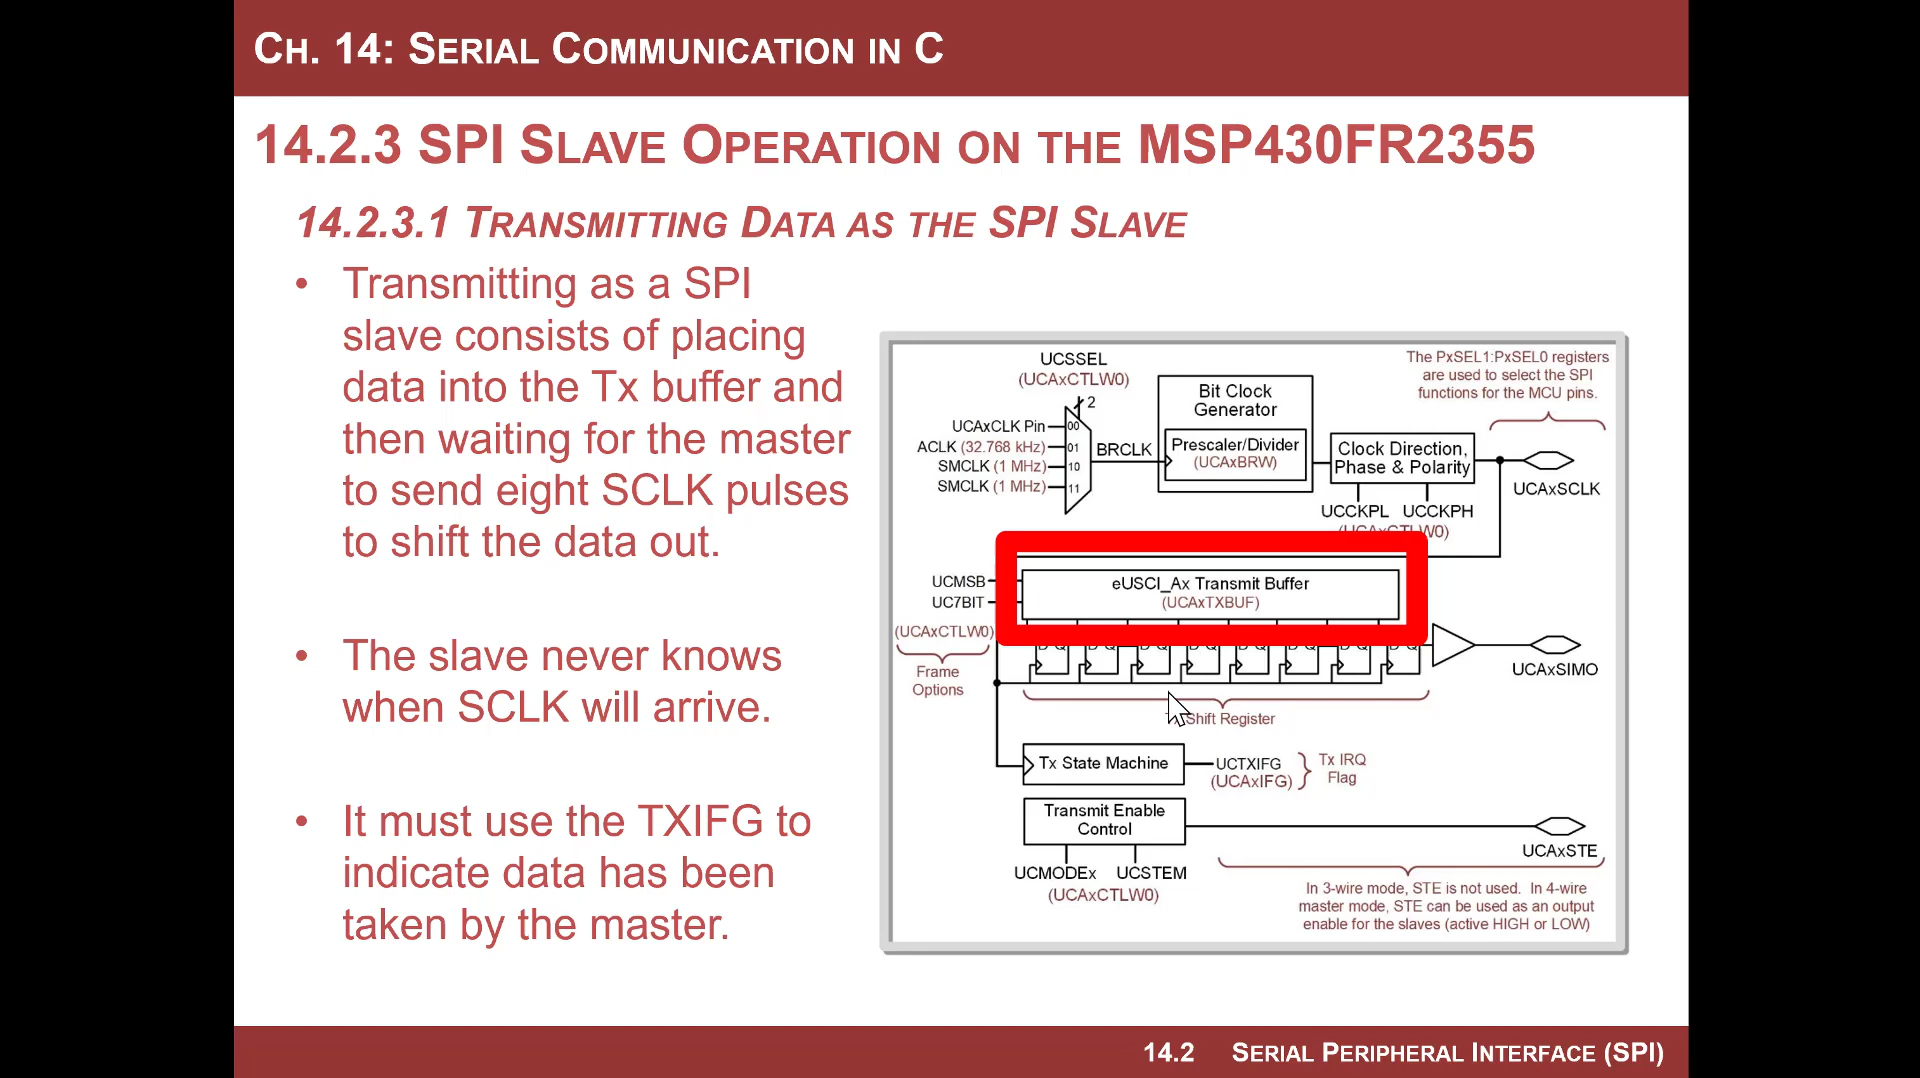 CH. 14: SERIAL COMMUNICATION IN C
14.2.3 SPI SLAVE OPERATION ON THE MSP430FR2355
14.2.3.1 TRANSMITTING DATA AS THE SPI SLAVE
• Transmitting as a SPI
slave consists of placing
data into the Tx buffer and
then waiting for the master
to send eight SCLK pulses
to shift the data out.
• The slave never knows
when SCLK will arrive.
• It must use the TXIFG to
indicate data has been
taken by the master.
UCSSEL
(UCAxCTLW0)
2
UCAxCLK Pin
ACLK (32.768 kHz)
SMCLK (1 MHz)
SMCLK (1 MHz)
00
01
10
11
BRCLK
Bit Clock
Generator
Prescaler/Divider
(UCAxBRW)
Clock Direction,
Phase & Polarity
UCCKPL UCCKPH
(UCAxCTLW0)
The PxSEL1:PxSEL0 registers
are used to select the SPI
functions for the MCU pins.
UCAxSCLK
UCMSB
UC7BIT
(UCAxCTLW0)
Frame
Options
eUSCI_Ax Transmit Buffer
(UCAxTXBUF)
D Q D Q D Q D Q D Q D Q D Q D Q
Shift Register
UCAxSIMO
Tx State Machine
UCTXIFG
(UCAxIFG)
Tx IRQ
Flag
Transmit Enable
Control
UCMODEx UCSTEM
(UCAxCTLW0)
UCAxSTE
In 3-wire mode, STE is not used. In 4-wire
master mode, STE can be used as an output
enable for the slaves (active HIGH or LOW)
14.2 SERIAL PERIPHERAL INTERFACE (SPI)